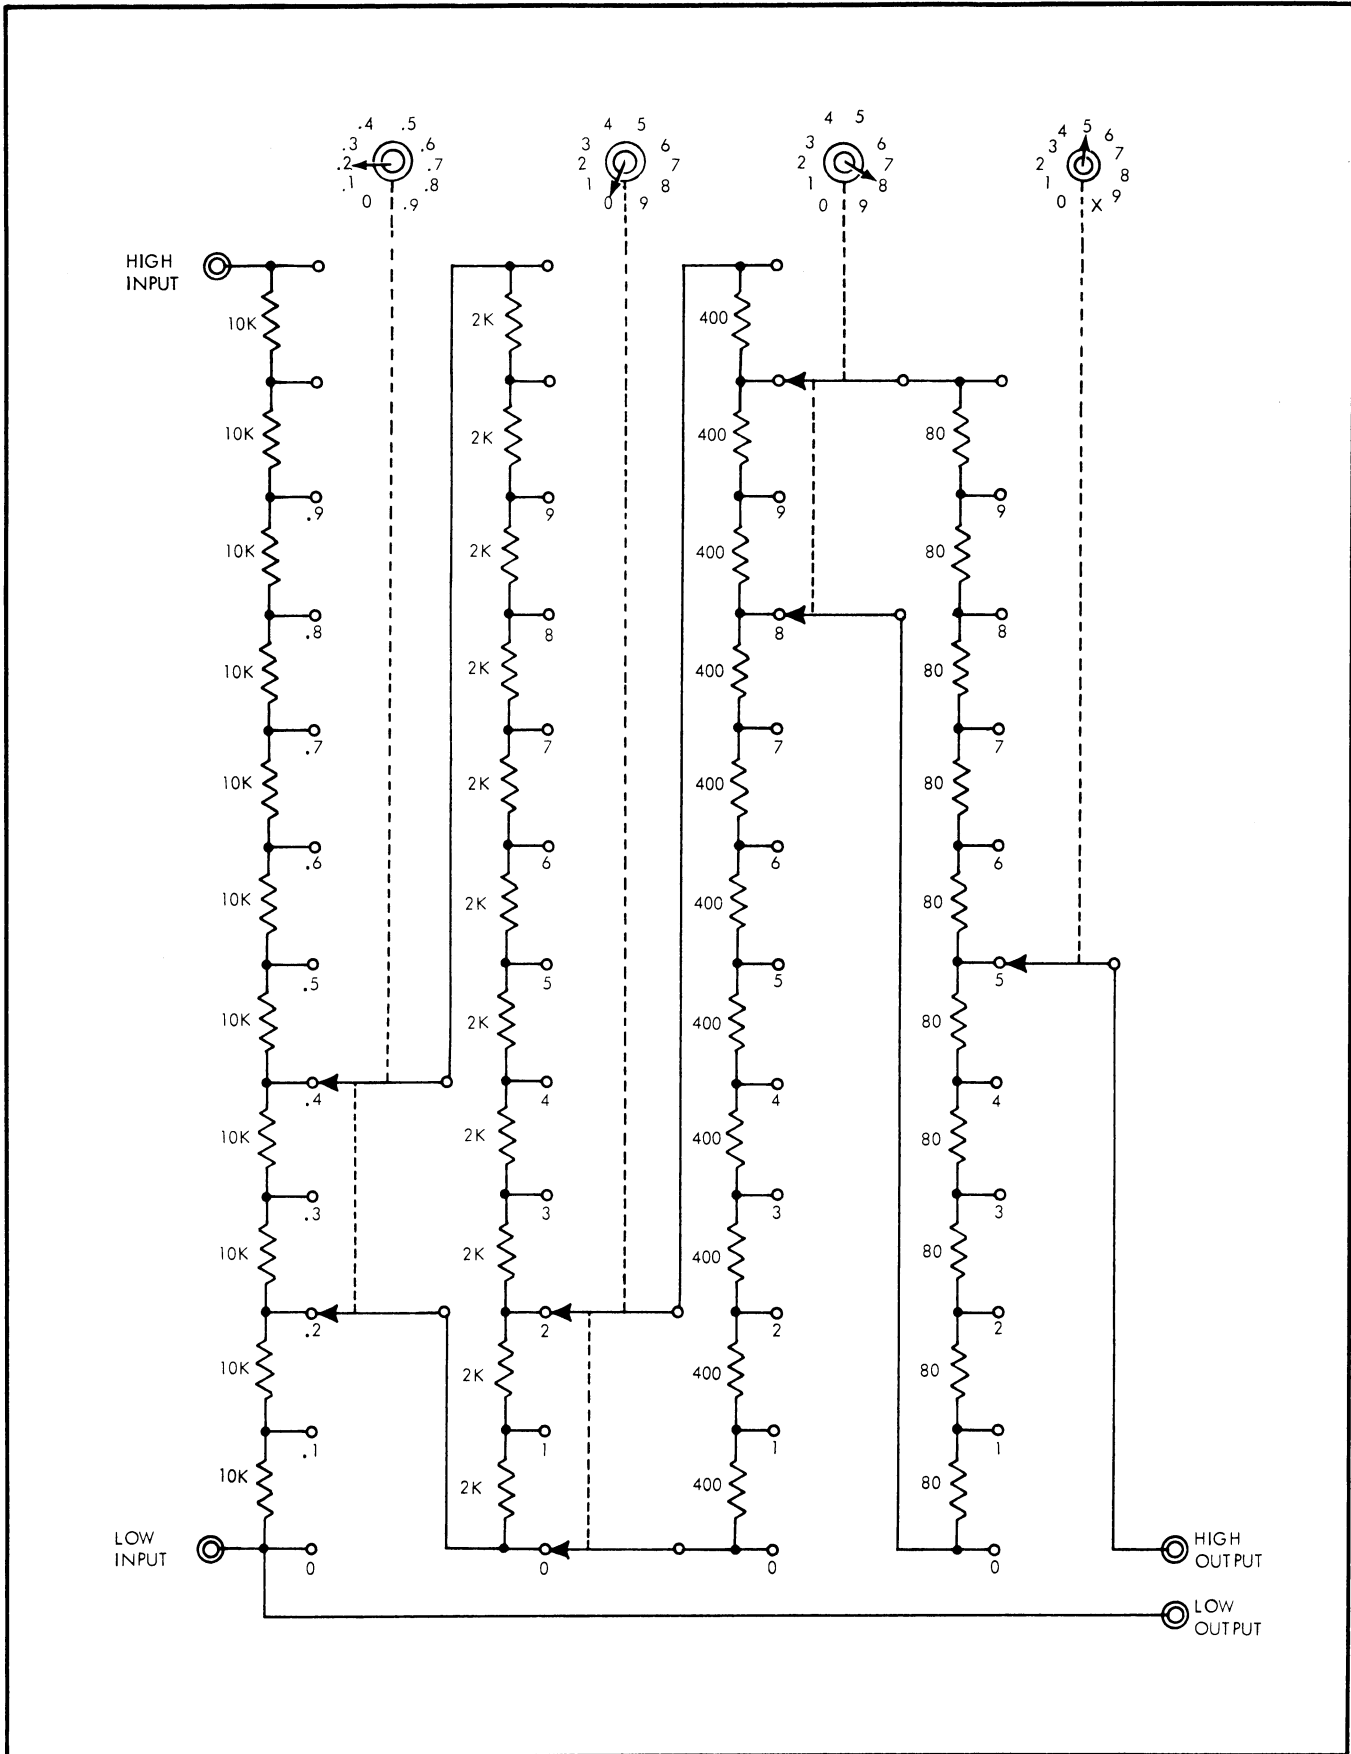 .4 .5
.3 .6
.2 .7
.1 .8
0 .9
4 5
3 6
2 7
1 8
0 9
4 5
3 6
2 7
1 8
0 9
4 5 6
3 7
2 8
1 9
0 X
HIGH
INPUT
10K
10K
.9
10K
.8
10K
.7
10K
.6
10K
.5
10K
.4
10K
.3
10K
.2
10K
.1
10K
LOW
INPUT
0
2K
2K
9
2K
8
2K
7
2K
6
2K
5
2K
4
2K
3
2K
2
2K
1
2K
0
400
400
9
400
8
400
7
400
6
400
5
400
4
400
3
400
2
400
1
400
0
80
9
80
8
80
7
80
6
80
5
80
4
80
3
80
2
80
1
80
0
HIGH
OUTPUT
LOW
OUTPUT